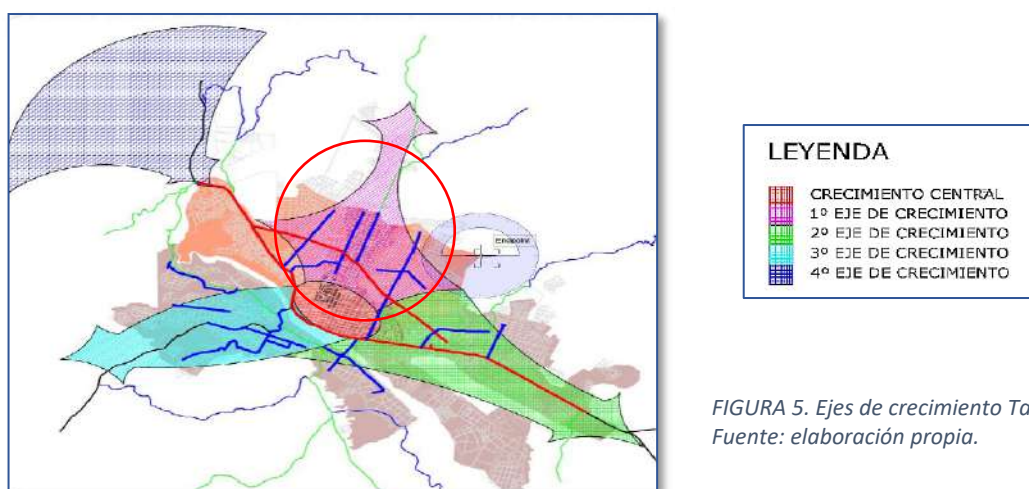 LEYENDA
CRECIMIENTO CENTRAL
1º EJE DE CRECIMIENTO
2º EJE DE CRECIMIENTO
3º EJE DE CRECIMIENTO
4º EJE DE CRECIMIENTO
FIGURA 5. Ejes de crecimiento
Fuente: elaboración propia.